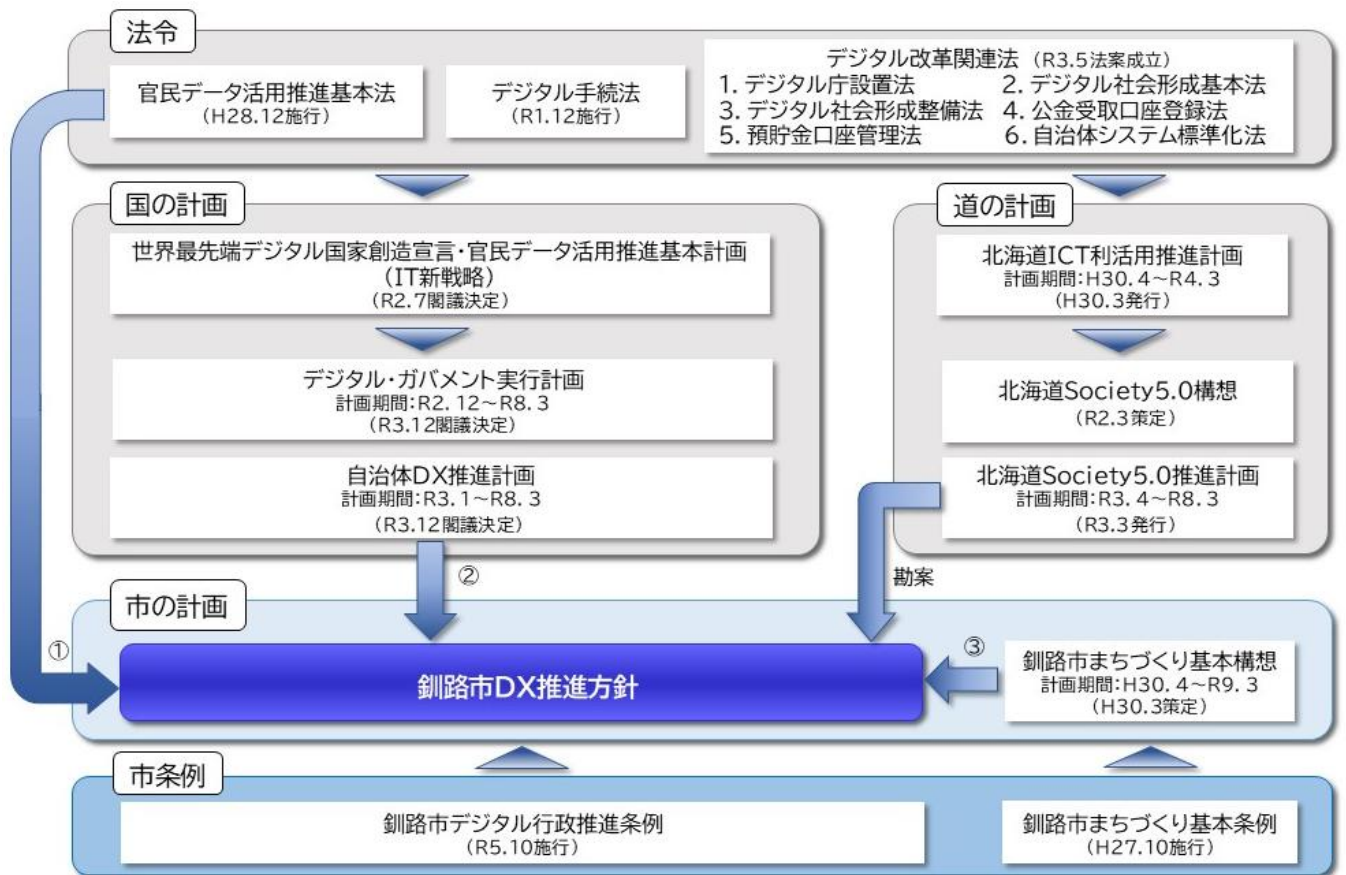 法令
官民データ活用推進基本法
(H28.12施行)
デジタル手続法
(R1.12施行)
デジタル改革関連法 (R3.5法案成立)
1. デジタル庁設置法 2. デジタル社会形成基本法
3. デジタル社会形成整備法 4. 公金受取口座登録法
5. 預貯金口座管理法 6. 自治体システム標準化法
国の計画
世界最先端デジタル国家創造宣言・官民データ活用推進基本計画
(IT新戦略)
(R2.7閣議決定)
デジタル・ガバメント実行計画
計画期間:R2.12~R8.3
(R3.12閣議決定)
自治体DX推進計画
計画期間:R3.1~R8.3
(R3.12閣議決定)
道の計画
北海道ICT利活用推進計画
計画期間:H30.4~R4.3
(H30.3発行)
北海道Society5.0構想
(R2.3策定)
北海道Society5.0推進計画
計画期間:R3.4~R8.3
(R3.3発行)
②
勘案
市の計画
①
釧路市DX推進方針
③
釧路市まちづくり基本構想
計画期間:H30.4~R9.3
(H30.3策定)
市条例
釧路市デジタル行政推進条例
(R5.10施行)
釧路市まちづくり基本条例
(H27.10施行)